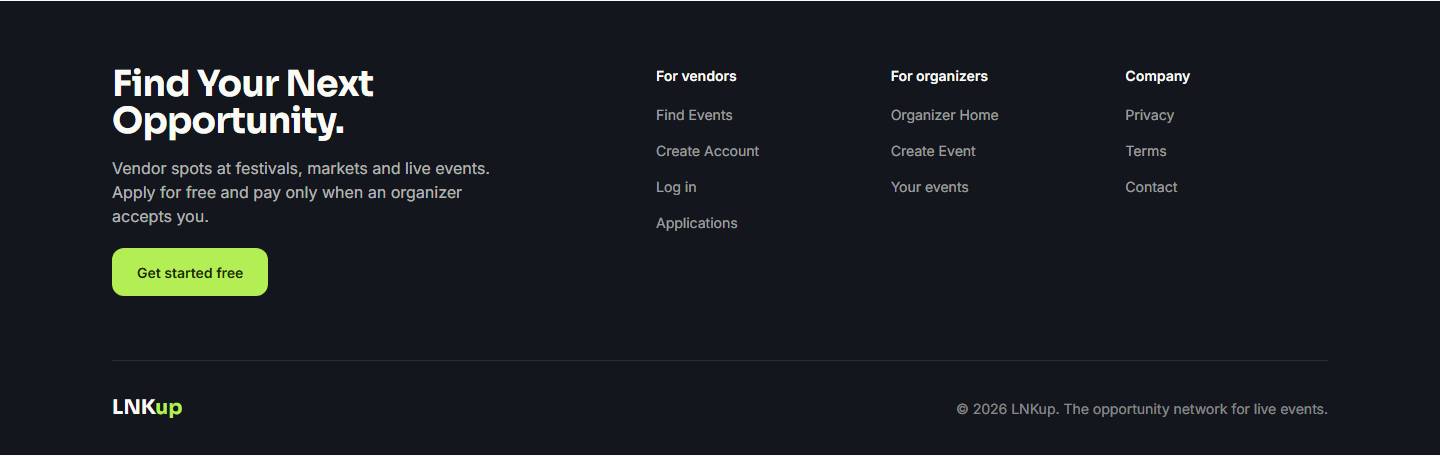 Find Your Next
Opportunity.
Vendor spots at festivals, markets and live events.
Apply for free and pay only when an organizer
accepts you.
Get started free
For vendors
Find Events
Create Account
Log in
Applications
For organizers
Organizer Home
Create Event
Your events
Company
Privacy
Terms
Contact
LNKup
© 2026 LNKup. The opportunity network for live events.